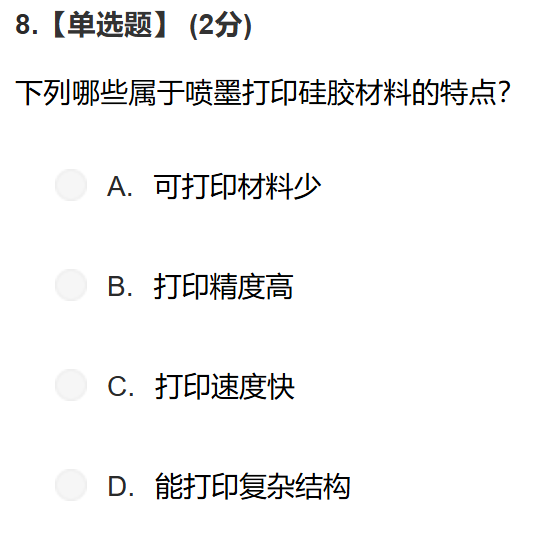 8.【单选题】 (2分)
下列哪些属于喷墨打印硅胶材料的特点?
A. 可打印材料少
B. 打印精度高
C. 打印速度快
D. 能打印复杂结构